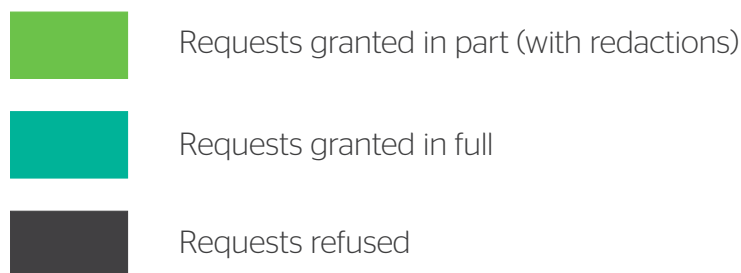 Requests granted in part (with redactions)
Requests granted in full
Requests refused